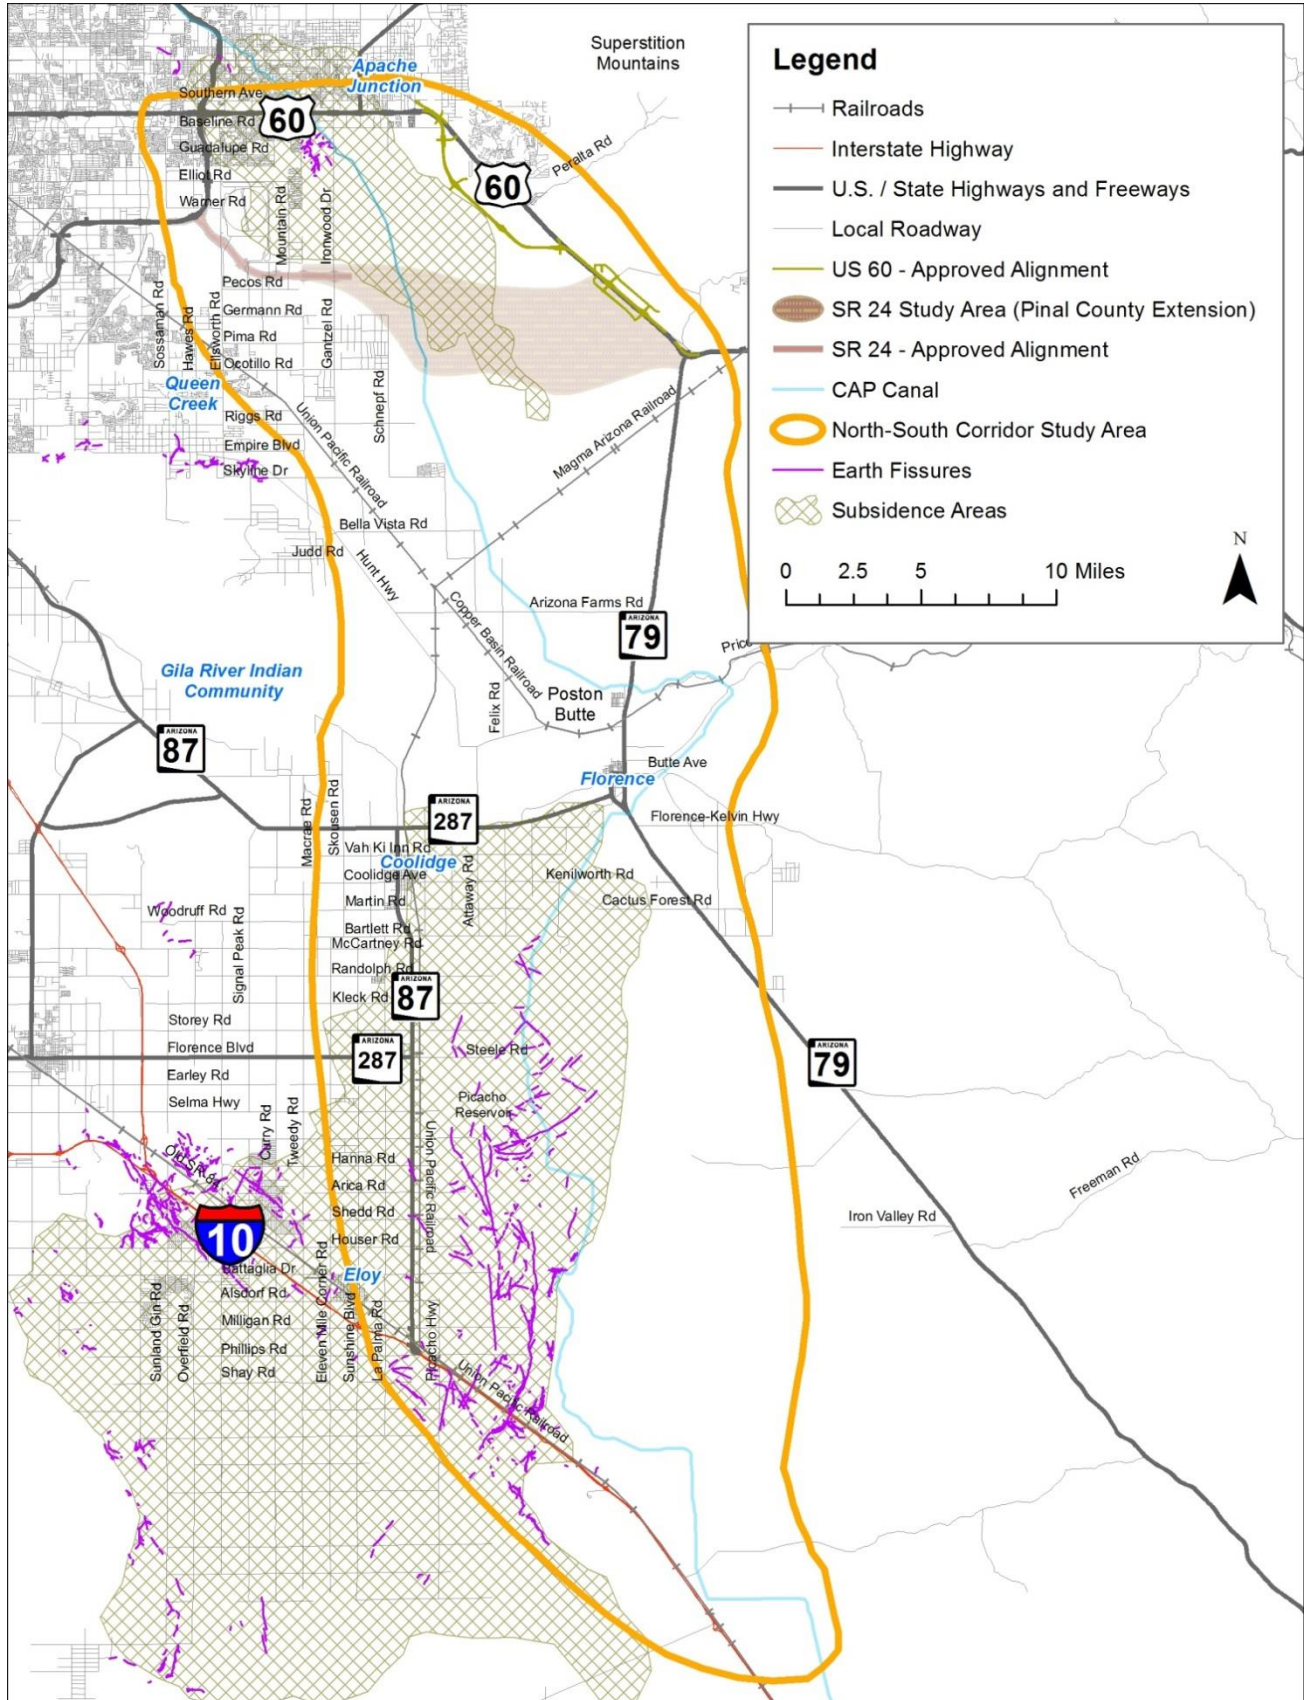 Superstition
Mountains
Apache
Junction
Southern Ave
60
Baseline Rd
Guadalupe Rd
Elliot Rd
Warner Rd
Peralta Rd
60
Mountain Rd
Ironwood Dr
Pecos Rd
Germann Rd
Pima Rd
Ocotillo Rd
Sossaman Rd
Hawes Rd
Ellsworth Rd
Gantzel Rd
Schnepf Rd
Queen
Creek
Riggs Rd
Empire Blvd
Skyline Dr
Union Pacific Railroad
Magma Arizona Railroad
Bella Vista Rd
Judd Rd
Hunt Hwy
Copper Basin Railroad
Arizona Farms Rd
ARIZONA
79
Price
Gila River Indian
Community
Felix Rd
Poston
Butte
ARIZONA
87
Butte Ave
Florence
ARIZONA
287
Florence-Kelvin Hwy
Macrae Rd
Skousen Rd
Vah Ki Inn Rd
Coolidge
Coolidge Ave
Attaway Rd
Kenilworth Rd
Martin Rd
Cactus Forest Rd
Woodruff Rd
Signal Peak Rd
Bartlett Rd
McCartney Rd
Randolph Rd
Kleck Rd
ARIZONA
87
Storey Rd
Florence Blvd
ARIZONA
287
Steele Rd
ARIZONA
79
Earley Rd
Selma Hwy
Picacho
Reservoir
Curry Rd
Tweedy Rd
Old SR 84
Hanna Rd
Arica Rd
Shedd Rd
Houser Rd
Union Pacific Railroad
Freeman Rd
Iron Valley Rd
10
Battaglia Dr
Eloy
Alsdorf Rd
Milligan Rd
Phillips Rd
Shay Rd
Sunland Gin Rd
Overfield Rd
Eleven Mile Corner Rd
Sunshine Blvd
La Palma Rd
Picacho Hwy
Union Pacific Railroad
Legend
Railroads
Interstate Highway
U.S. / State Highways and Freeways
Local Roadway
US 60 - Approved Alignment
SR 24 Study Area (Pinal County Extension)
SR 24 - Approved Alignment
CAP Canal
North-South Corridor Study Area
Earth Fissures
Subsidence Areas
0 2.5 5 10 Miles
N